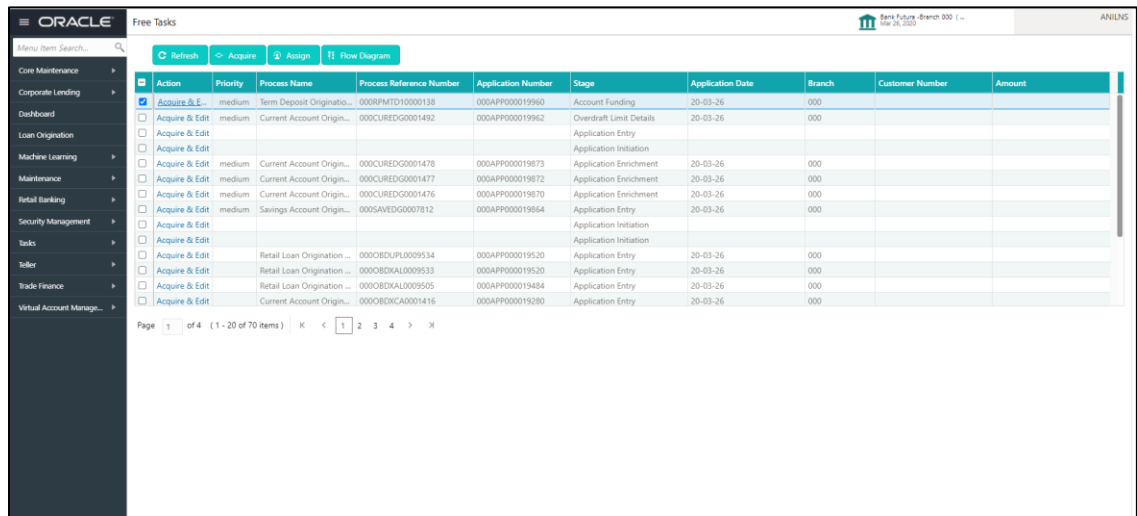 ORACLE
Free Tasks
Bank Futura -Branch 000 ( ...
Mar 26, 2020
ANILNS
Menu Item Search...
Core Maintenance
Corporate Lending
Dashboard
Loan Origination
Machine Learning
Maintenance
Retail Banking
Security Management
Tasks
Teller
Trade Finance
Virtual Account Manage...
Refresh Acquire Assign Flow Diagram
Action Priority Process Name Process Reference Number Application Number Stage Application Date Branch Customer Number Amount
Acquire & E... medium Term Deposit Originatio... 000RPMTD10000138 000APP000019960 Account Funding 20-03-26 000
Acquire & Edit medium Current Account Origin... 000CUREDG0001492 000APP000019962 Overdraft Limit Details 20-03-26 000
Acquire & Edit Application Entry
Acquire & Edit Application Initiation
Acquire & Edit medium Current Account Origin... 000CUREDG0001478 000APP000019873 Application Enrichment 20-03-26 000
Acquire & Edit medium Current Account Origin... 000CUREDG0001477 000APP000019872 Application Enrichment 20-03-26 000
Acquire & Edit medium Current Account Origin... 000CUREDG0001476 000APP000019870 Application Enrichment 20-03-26 000
Acquire & Edit medium Savings Account Origin... 000SAVEDG0007812 000APP000019864 Application Entry 20-03-26 000
Acquire & Edit Application Initiation
Acquire & Edit Application Initiation
Acquire & Edit Retail Loan Origination ... 000OBDUPL0009534 000APP000019520 Application Entry 20-03-26 000
Acquire & Edit Retail Loan Origination ... 000OBDXAL0009533 000APP000019520 Application Entry 20-03-26 000
Acquire & Edit Retail Loan Origination ... 000OBDXAL0009505 000APP000019484 Application Entry 20-03-26 000
Acquire & Edit Current Account Origin... 000OBDXCA0001416 000APP000019280 Application Entry 20-03-26 000
Page 1 of 4 ( 1 - 20 of 70 items ) 1 2 3 4